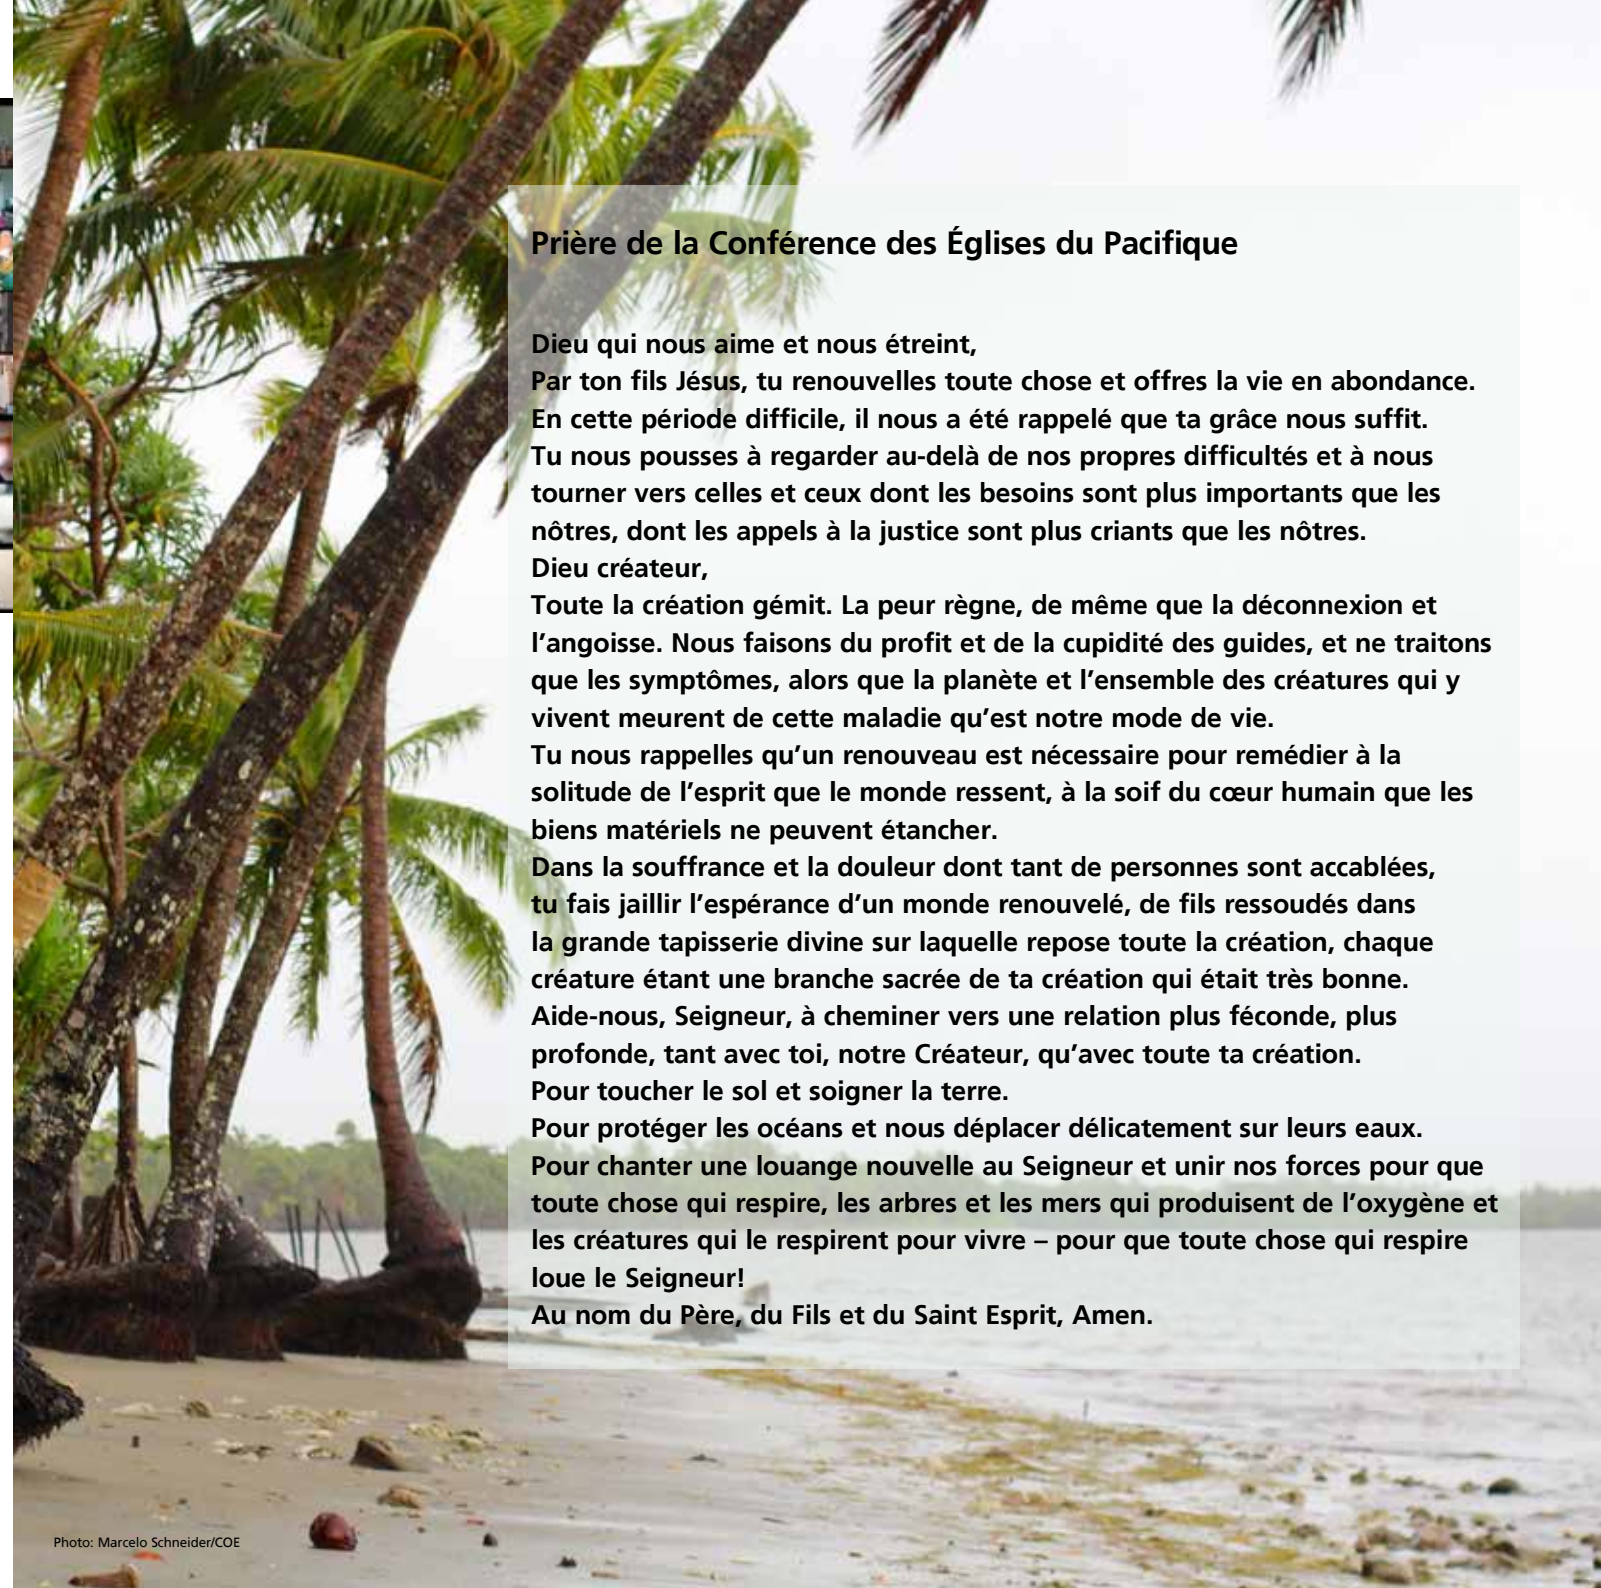 Prière de la Conférence des Églises du Pacifique
Dieu qui nous aime et nous étreint,
Par ton fils Jésus, tu renouvelles toute chose et offres la vie en abondance.
En cette période difficile, il nous a été rappelé que ta grâce nous suffit.
Tu nous pousses à regarder au-delà de nos propres difficultés et à nous
tourner vers celles et ceux dont les besoins sont plus importants que les
nôtres, dont les appels à la justice sont plus criants que les nôtres.
Dieu créateur,
Toute la création gémit. La peur règne, de même que la déconnexion et
l’angoisse. Nous faisons du profit et de la cupidité des guides, et ne traitons
que les symptômes, alors que la planète et l’ensemble des créatures qui y
vivent meurent de cette maladie qu’est notre mode de vie.
Tu nous rappelles qu’un renouveau est nécessaire pour remédier à la
solitude de l’esprit que le monde ressent, à la soif du cœur humain que les
biens matériels ne peuvent étancher.
Dans la souffrance et la douleur dont tant de personnes sont accablées,
tu fais jaillir l’espérance d’un monde renouvelé, de fils ressoudés dans
la grande tapisserie divine sur laquelle repose toute la création, chaque
créature étant une branche sacrée de ta création qui était très bonne.
Aide-nous, Seigneur, à cheminer vers une relation plus féconde, plus
profonde, tant avec toi, notre Créateur, qu’avec toute ta création.
Pour toucher le sol et soigner la terre.
Pour protéger les océans et nous déplacer délicatement sur leurs eaux.
Pour chanter une louange nouvelle au Seigneur et unir nos forces pour que
toute chose qui respire, les arbres et les mers qui produisent de l’oxygène et
les créatures qui le respirent pour vivre – pour que toute chose qui respire
loue le Seigneur!
Au nom du Père, du Fils et du Saint Esprit, Amen.
Photo: Marcelo Schneider/COE